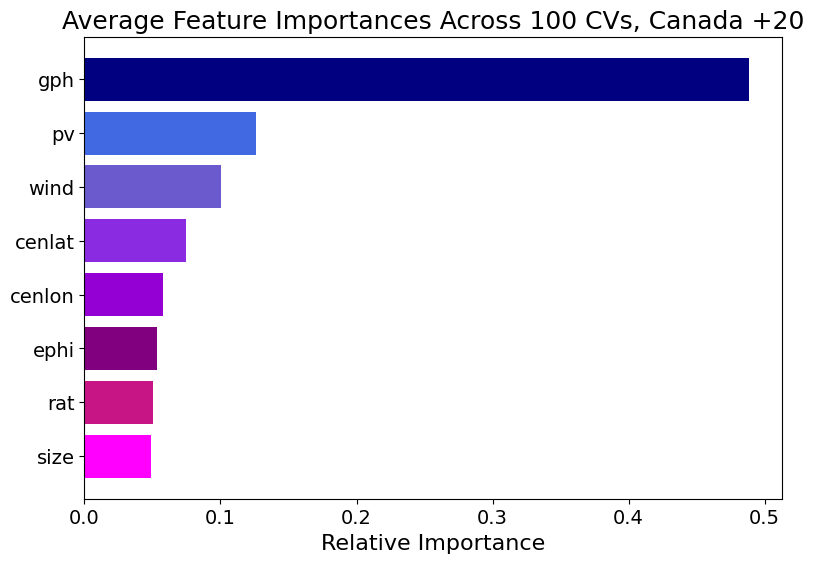 Average Feature Importances Across 100 CVs, Canada +20
gph
pv
wind
cenlat
cenlon
ephi
rat
size
0.0 0.1 0.2 0.3 0.4 0.5
Relative Importance